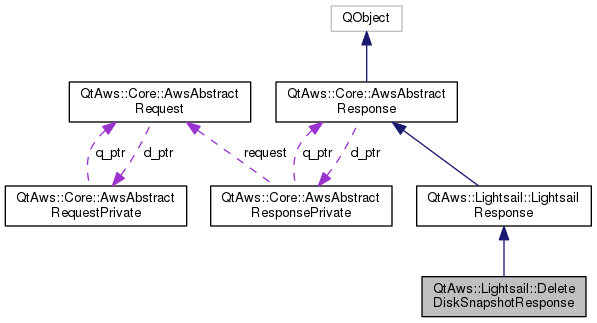 QObject
QtAws::Core::AwsAbstract
Request
QtAws::Core::AwsAbstract
Response
q_ptr
d_ptr
request
q_ptr
d_ptr
QtAws::Core::AwsAbstract
RequestPrivate
QtAws::Core::AwsAbstract
ResponsePrivate
QtAws::Lightsail::Lightsail
Response
QtAws::Lightsail::Delete
DiskSnapshotResponse